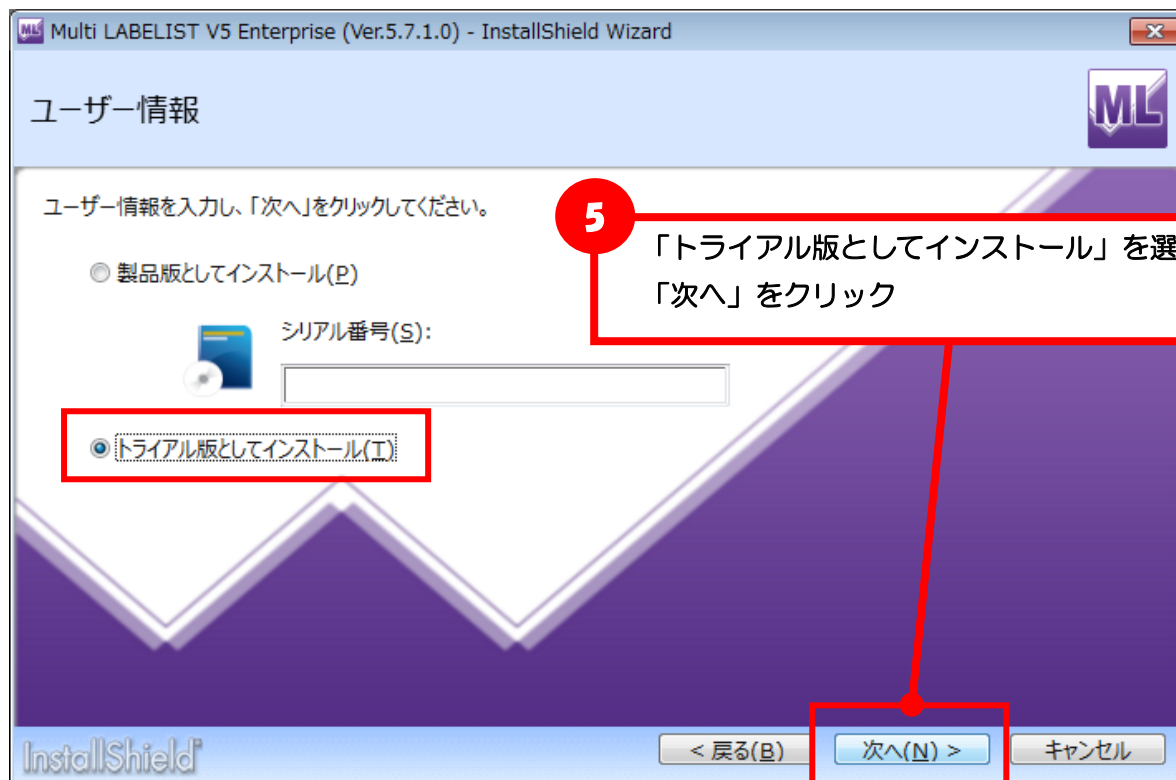 Multi LABELIST V5 Enterprise (Ver.5.7.1.0) - InstallShield Wizard
ユーザー情報
ML
ユーザー情報を入力し、「次へ」をクリックしてください。
5
「トライアル版としてインストール」を選
「次へ」をクリック
製品版としてインストール(P)
シリアル番号(S):
トライアル版としてインストール(T)
InstallShield
< 戻る(B)
次へ(N) >
キャンセル